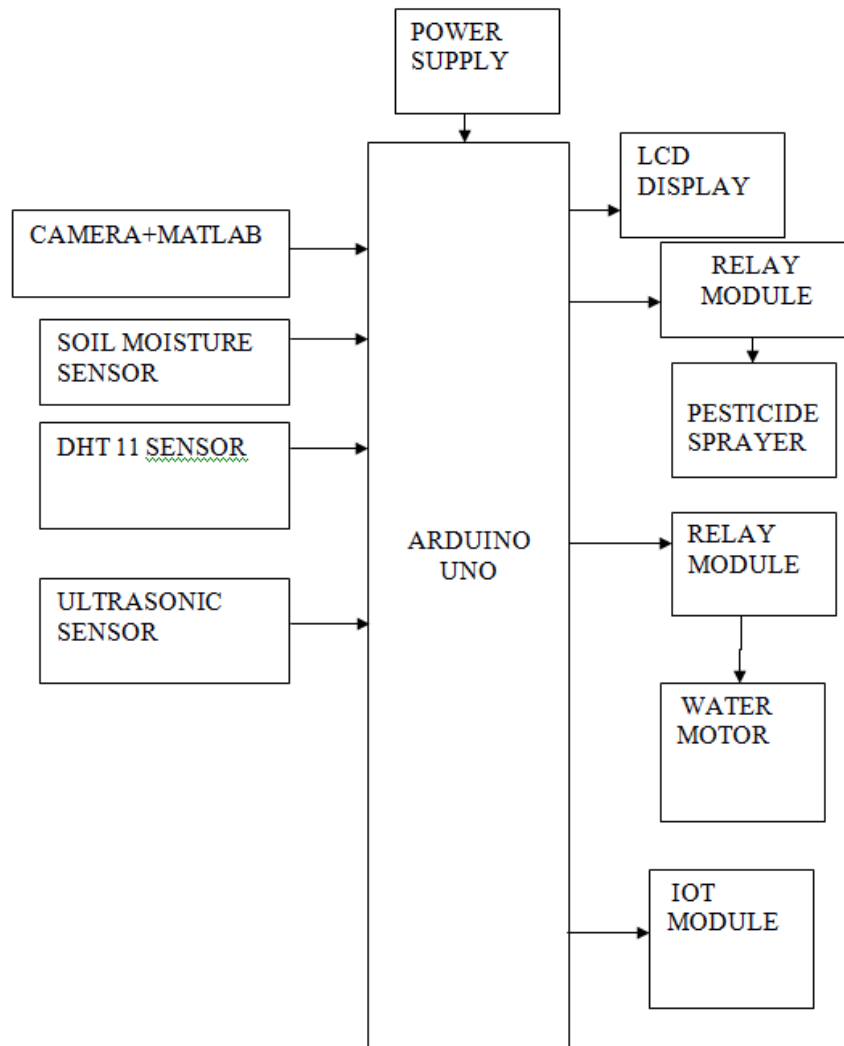 POWER
SUPPLY
LCD
DISPLAY
CAMERA+MATLAB
RELAY
MODULE
SOIL MOISTURE
SENSOR
PESTICIDE
SPRAYER
DHT 11 SENSOR
ARDUINO
UNO
RELAY
MODULE
ULTRASONIC
SENSOR
WATER
MOTOR
IOT
MODULE